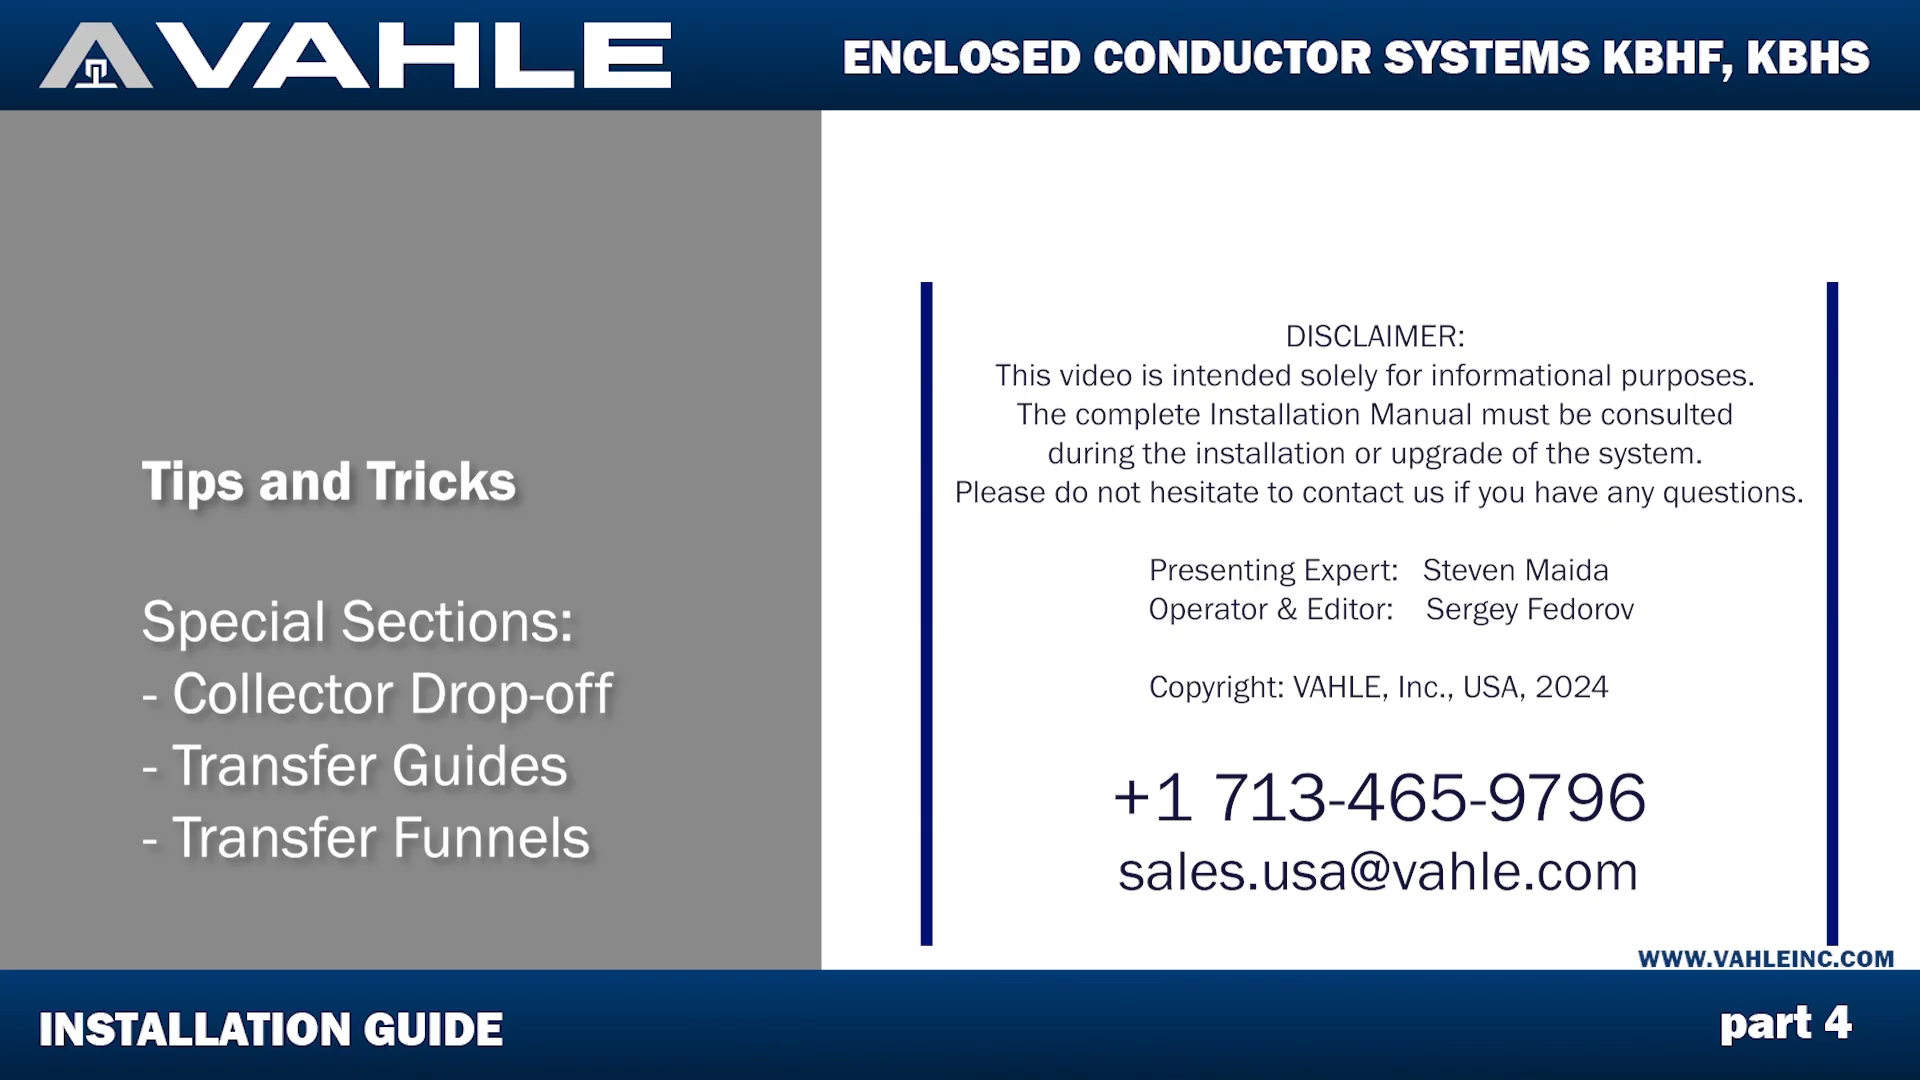 VAHLE
ENCLOSED CONDUCTOR SYSTEMS KBHF, KBHS
Tips and Tricks
Special Sections:
- Collector Drop-off
- Transfer Guides
- Transfer Funnels
DISCLAIMER:
This video is intended solely for informational purposes.
The complete Installation Manual must be consulted
during the installation or upgrade of the system.
Please do not hesitate to contact us if you have any questions.
Presenting Expert: Steven Maida
Operator & Editor: Sergey Fedorov
Copyright: VAHLE, Inc., USA, 2024
+1 713-465-9796
sales.usa@vahle.com
WWW.VAHLEINC.COM
INSTALLATION GUIDE
part 4